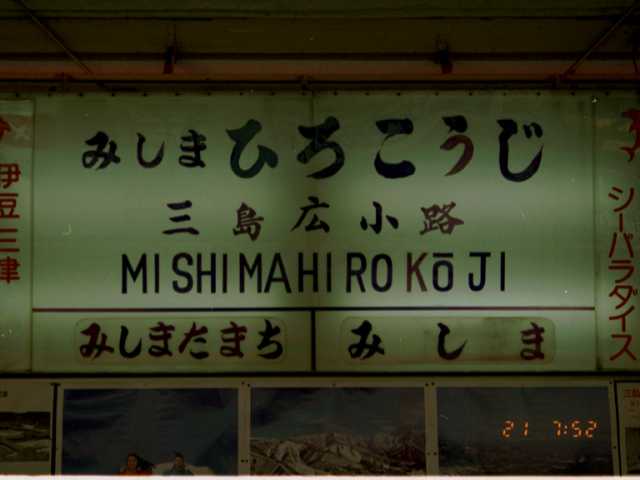 みしまひろこうじ
三島広小路
MISHIMAHIROKŌJI
みしまたまち
みしま
伊豆三津
シーパラダイス
21 7:52